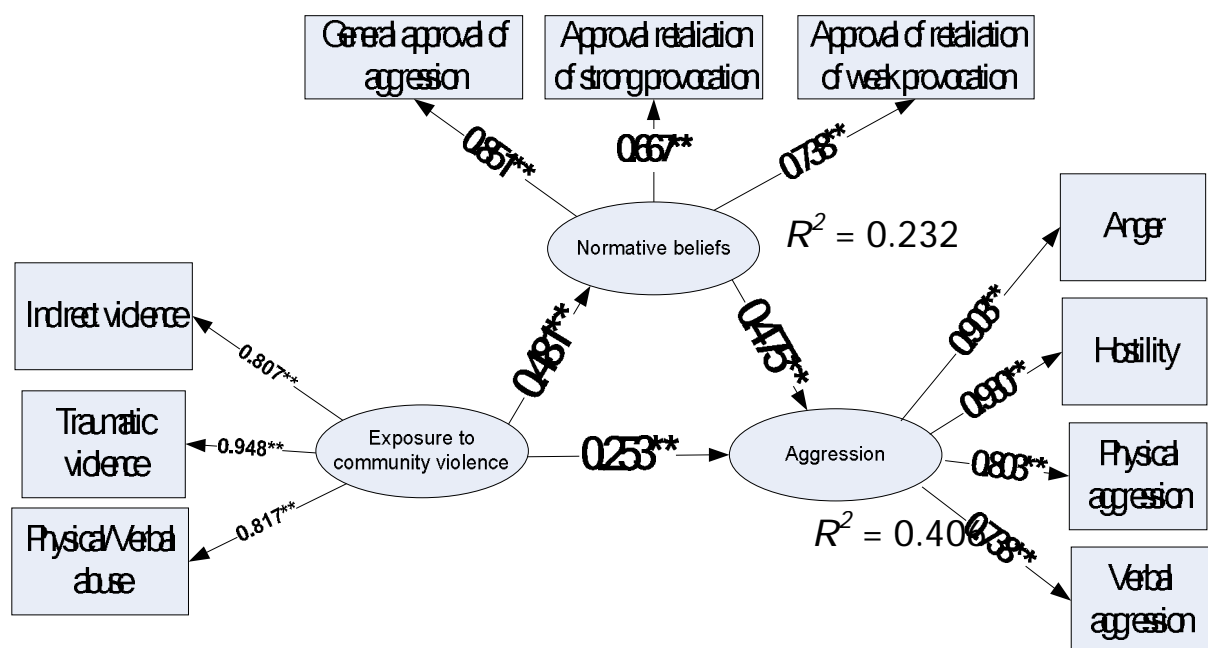 General approval of
aggression
Approval retaliation
of strong provocation
Approval of retaliation
of weak provocation
0.851**
0.667**
0.738**
Normative beliefs
R² = 0.232
Anger
Hostility
Physical
aggression
Verbal
aggression
0.903**
0.930**
0.803**
0.738**
Indirect violence
Traumatic
violence
Physical/Verbal
abuse
0.807**
0.948**
0.817**
0.481**
0.475**
0.253**
Exposure to
community violence
Aggression
R² = 0.406